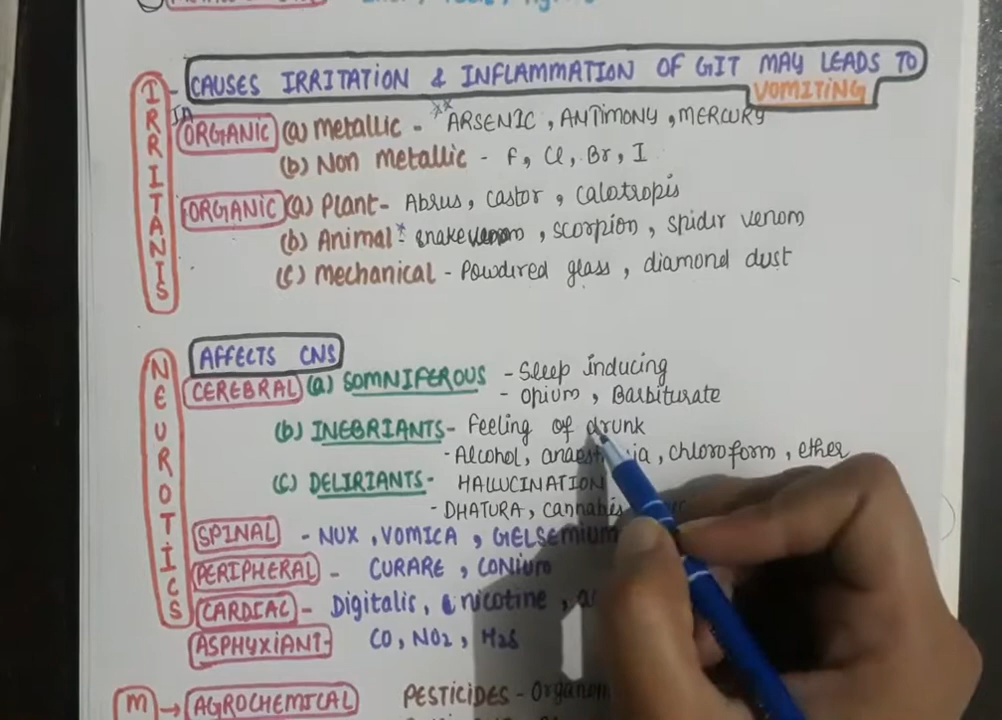 IRRITANTS
- CAUSES IRRITATION & INFLAMMATION OF GIT MAY LEADS TO
VOMITING
In
ORGANIC (a) Metallic - **ARSENIC, ANTIMONY, MERCURY
(b) Non metallic - F, Cl, Br, I
ORGANIC (a) Plant- Abrus, castor, calotropis
(b) Animal*- snake venom, scorpion, spider venom
(c) mechanical - Powdered glass, diamond dust
NEUROTICS
AFFECTS CNS
CEREBRAL (a) SOMNIFEROUS - Sleep inducing
- opium, Barbiturate
(b) INEBRIANTS- Feeling of drunk
- Alcohol, chloroform, ether
(c) DELIRIANTS- HALLUCINATION
- DHATURA, cannabis
SPINAL - NUX, VOMICA, GELSEMIUM
PERIPHERAL - CURARE, CONIUM
CARDIAC - Digitalis, nicotine,
ASPHYXIANT- CO, NO2, H2S
M → AGROCHEMICAL PESTICIDES -